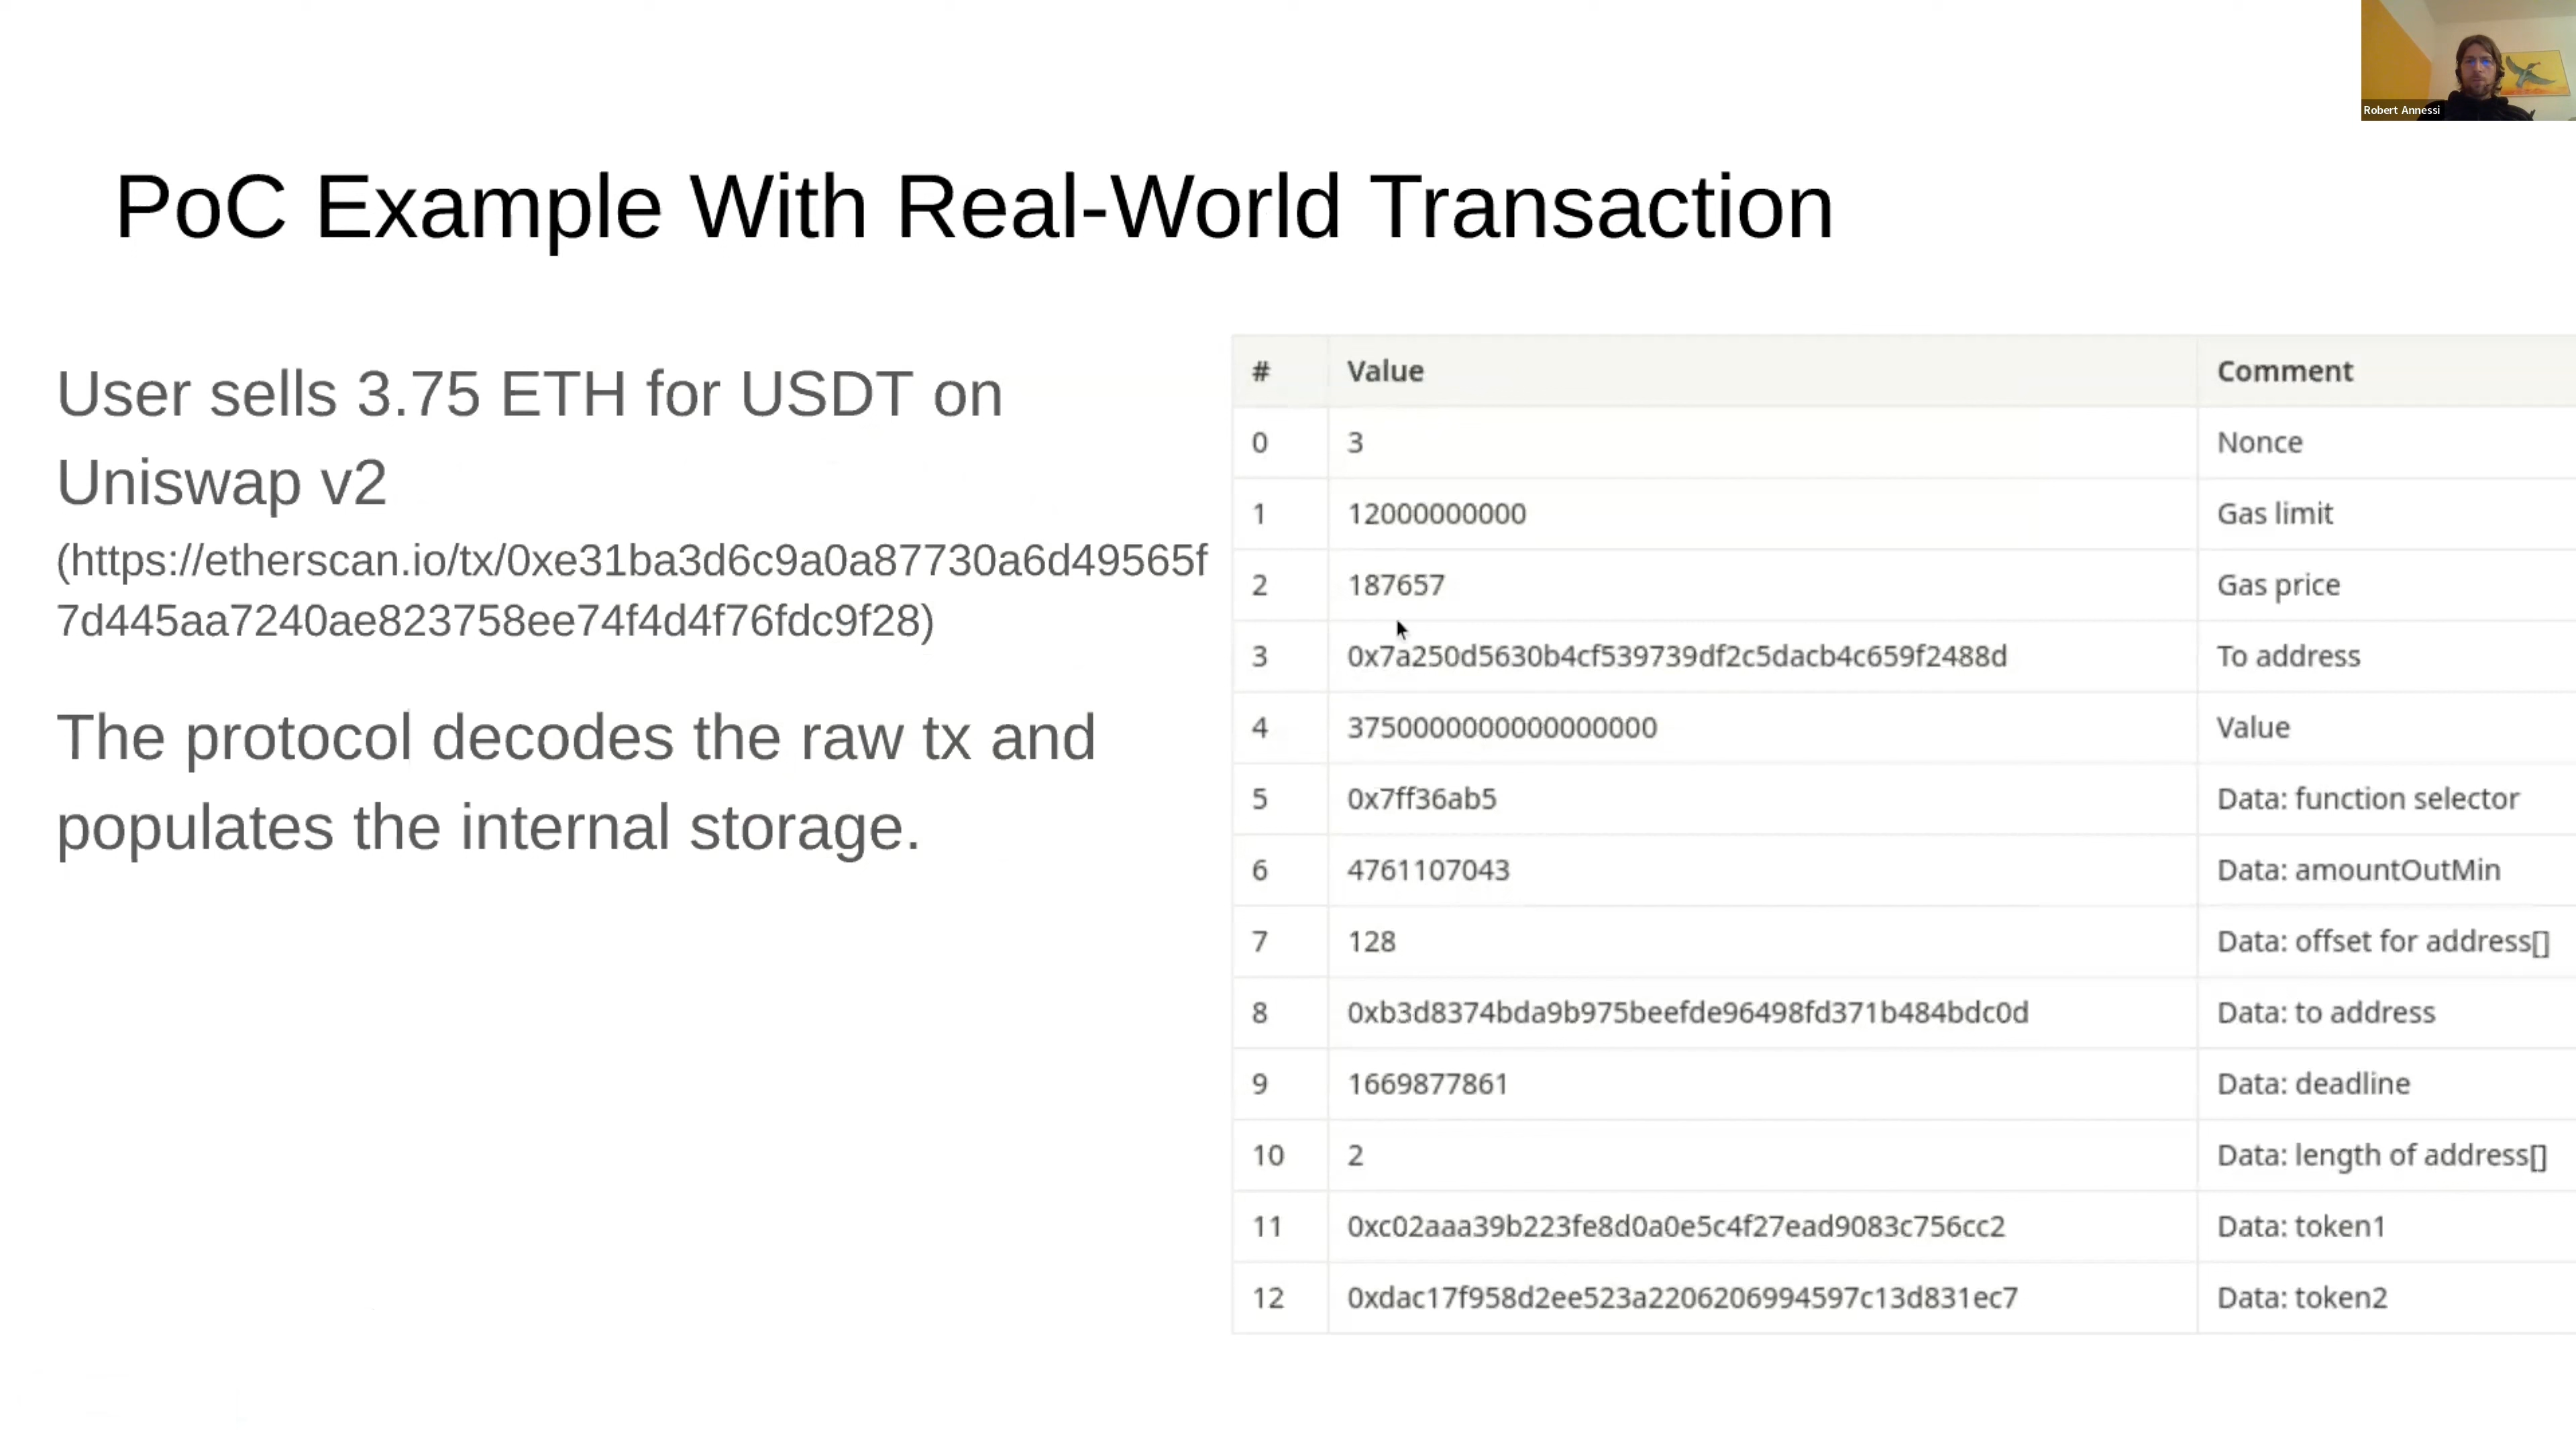 Robert Annessi
PoC Example With Real-World Transaction
User sells 3.75 ETH for USDT on
Uniswap v2
(https://etherscan.io/tx/0xe31ba3d6c9a0a87730a6d49565f
7d445aa7240ae823758ee74f4d4f76fdc9f28)
The protocol decodes the raw tx and
populates the internal storage.
# Value Comment
0 3 Nonce
1 12000000000 Gas limit
2 187657 Gas price
3 0x7a250d5630b4cf539739df2c5dacb4c659f2488d To address
4 3750000000000000000 Value
5 0x7ff36ab5 Data: function selector
6 4761107043 Data: amountOutMin
7 128 Data: offset for address[]
8 0xb3d8374bda9b975beefde96498fd371b484bdc0d Data: to address
9 1669877861 Data: deadline
10 2 Data: length of address[]
11 0xc02aaa39b223fe8d0a0e5c4f27ead9083c756cc2 Data: token1
12 0xdac17f958d2ee523a2206206994597c13d831ec7 Data: token2